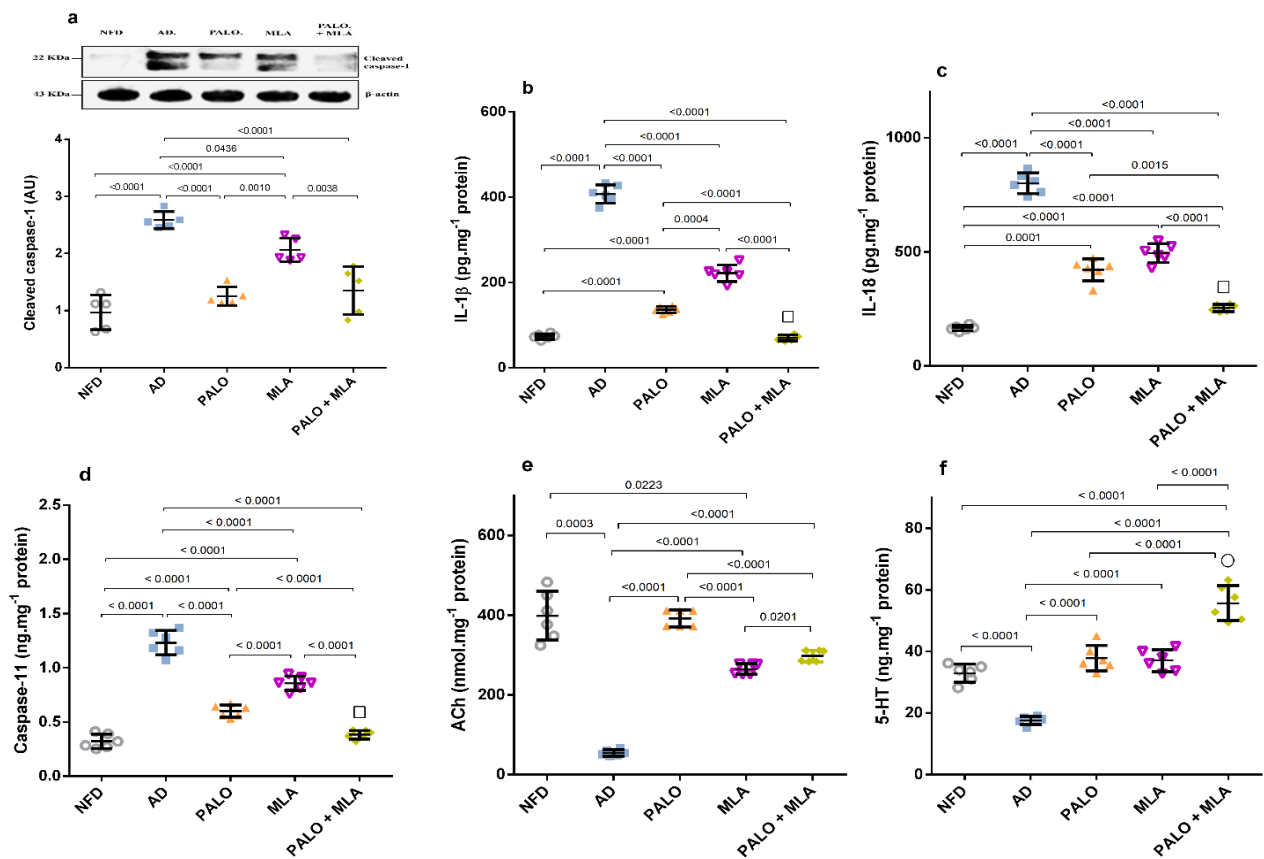 a
NFD AD. PALO. MLA PALO. + MLA
22 KDa Cleaved caspase-1
43 KDa β-actin
Cleaved caspase-1 (AU)
4
3
2
1
0
<0.0001
0.0436
<0.0001
<0.0001 <0.0001 0.0010 0.0038
NFD AD PALO MLA PALO + MLA
b
IL-1β (pg.mg⁻¹ protein)
600
400
200
0
<0.0001
<0.0001
<0.0001 <0.0001
<0.0001
0.0004
<0.0001 <0.0001
<0.0001
NFD AD PALO MLA PALO + MLA
c
IL-18 (pg.mg⁻¹ protein)
1000
500
0
<0.0001
<0.0001
<0.0001 <0.0001
0.0015
<0.0001
<0.0001 <0.0001
0.0001
NFD AD PALO MLA PALO + MLA
d
Caspase-11 (ng.mg⁻¹ protein)
2.5
2.0
1.5
1.0
0.5
0.0
< 0.0001
< 0.0001
< 0.0001
< 0.0001 < 0.0001
< 0.0001 < 0.0001
< 0.0001 < 0.0001
NFD AD PALO MLA PALO + MLA
e
ACh (nmol.mg⁻¹ protein)
600
400
200
0
0.0223
0.0003 <0.0001
<0.0001
<0.0001
<0.0001 <0.0001
0.0201
NFD AD PALO MLA PALO + MLA
f
5-HT (ng.mg⁻¹ protein)
80
60
40
20
0
< 0.0001
< 0.0001
< 0.0001
< 0.0001
< 0.0001
< 0.0001
< 0.0001
NFD AD PALO MLA PALO + MLA